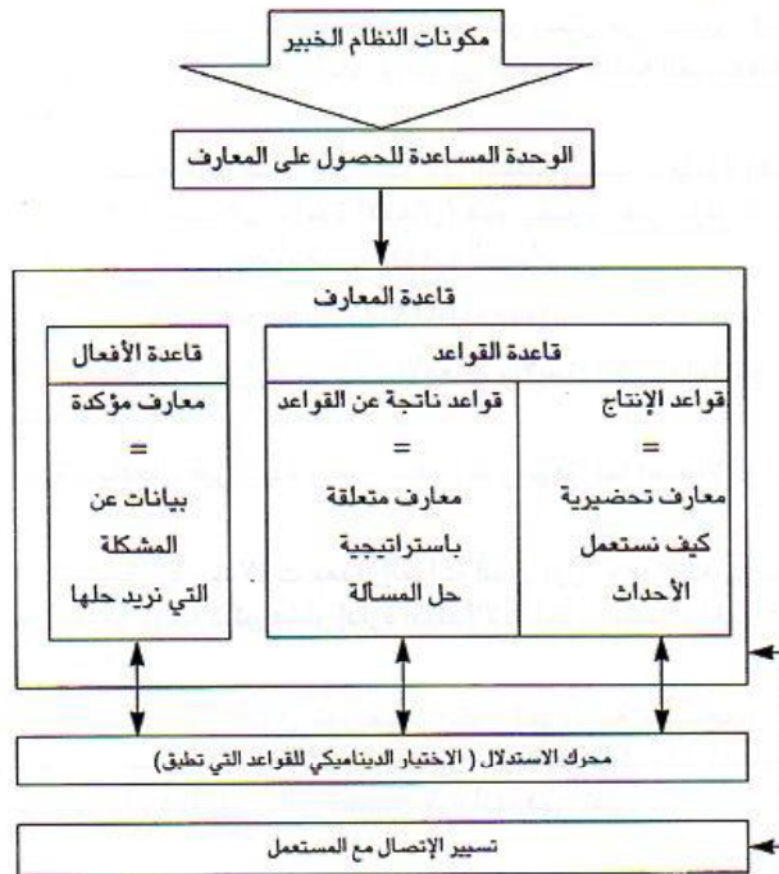 مكونات النظام الخبير
الوحدة المساعدة للحصول على المعارف
قاعدة المعارف
قاعدة القواعد
قواعد الإنتاج
=
معارف تحضيرية
كيف نستعمل
الأحداث
قواعد ناتجة عن القواعد
=
معارف متعلقة
باستراتيجية
حل المسألة
قاعدة الأفعال
معارف مؤكدة
=
بيانات عن
المشكلة
التي نريد حلها
محرك الاستدلال ( الاختيار الديناميكي للقواعد التي تطبق)
تسيير الإتصال مع المستعمل